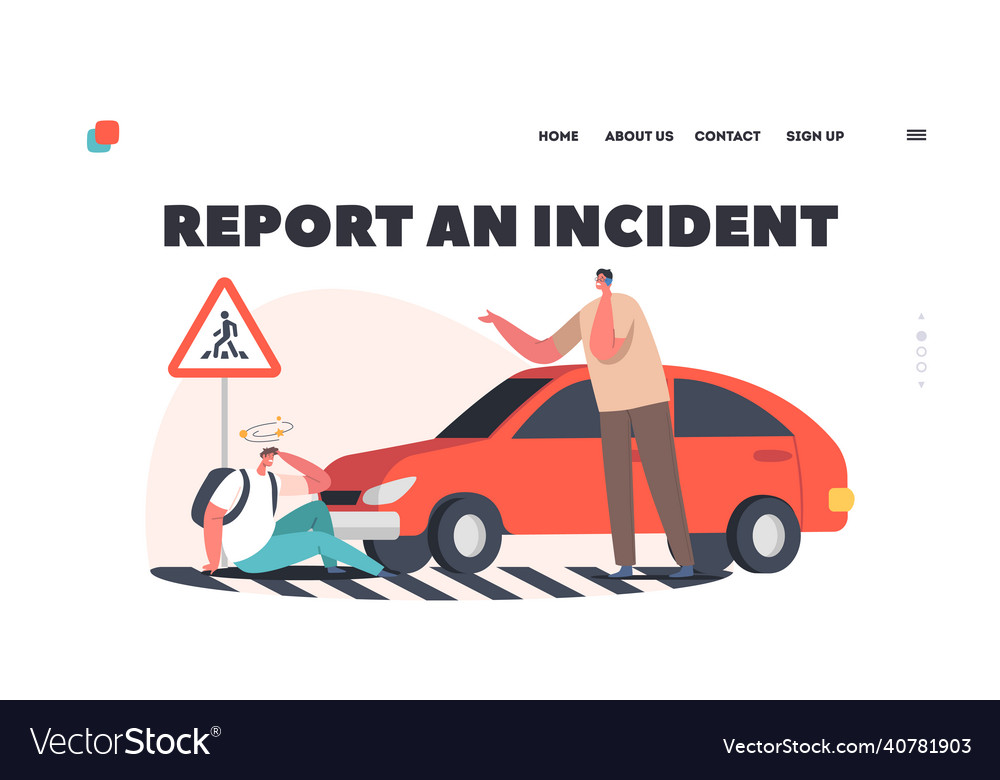 HOME ABOUT US CONTACT SIGN UP
REPORT AN INCIDENT
VectorStock®
VectorStock.com/40781903